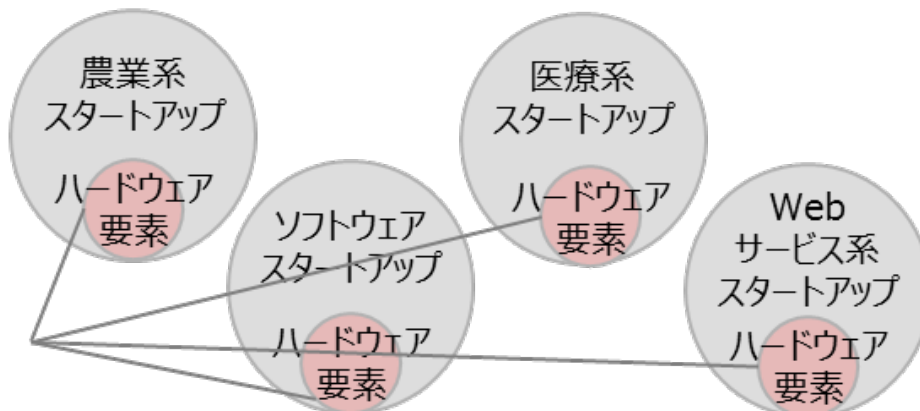 農業系
スタートアップ
ハードウェア
要素
ソフトウェア
スタートアップ
ハードウェア
要素
医療系
スタートアップ
ハードウェア
要素
Web
サービス系
スタートアップ
ハードウェア
要素